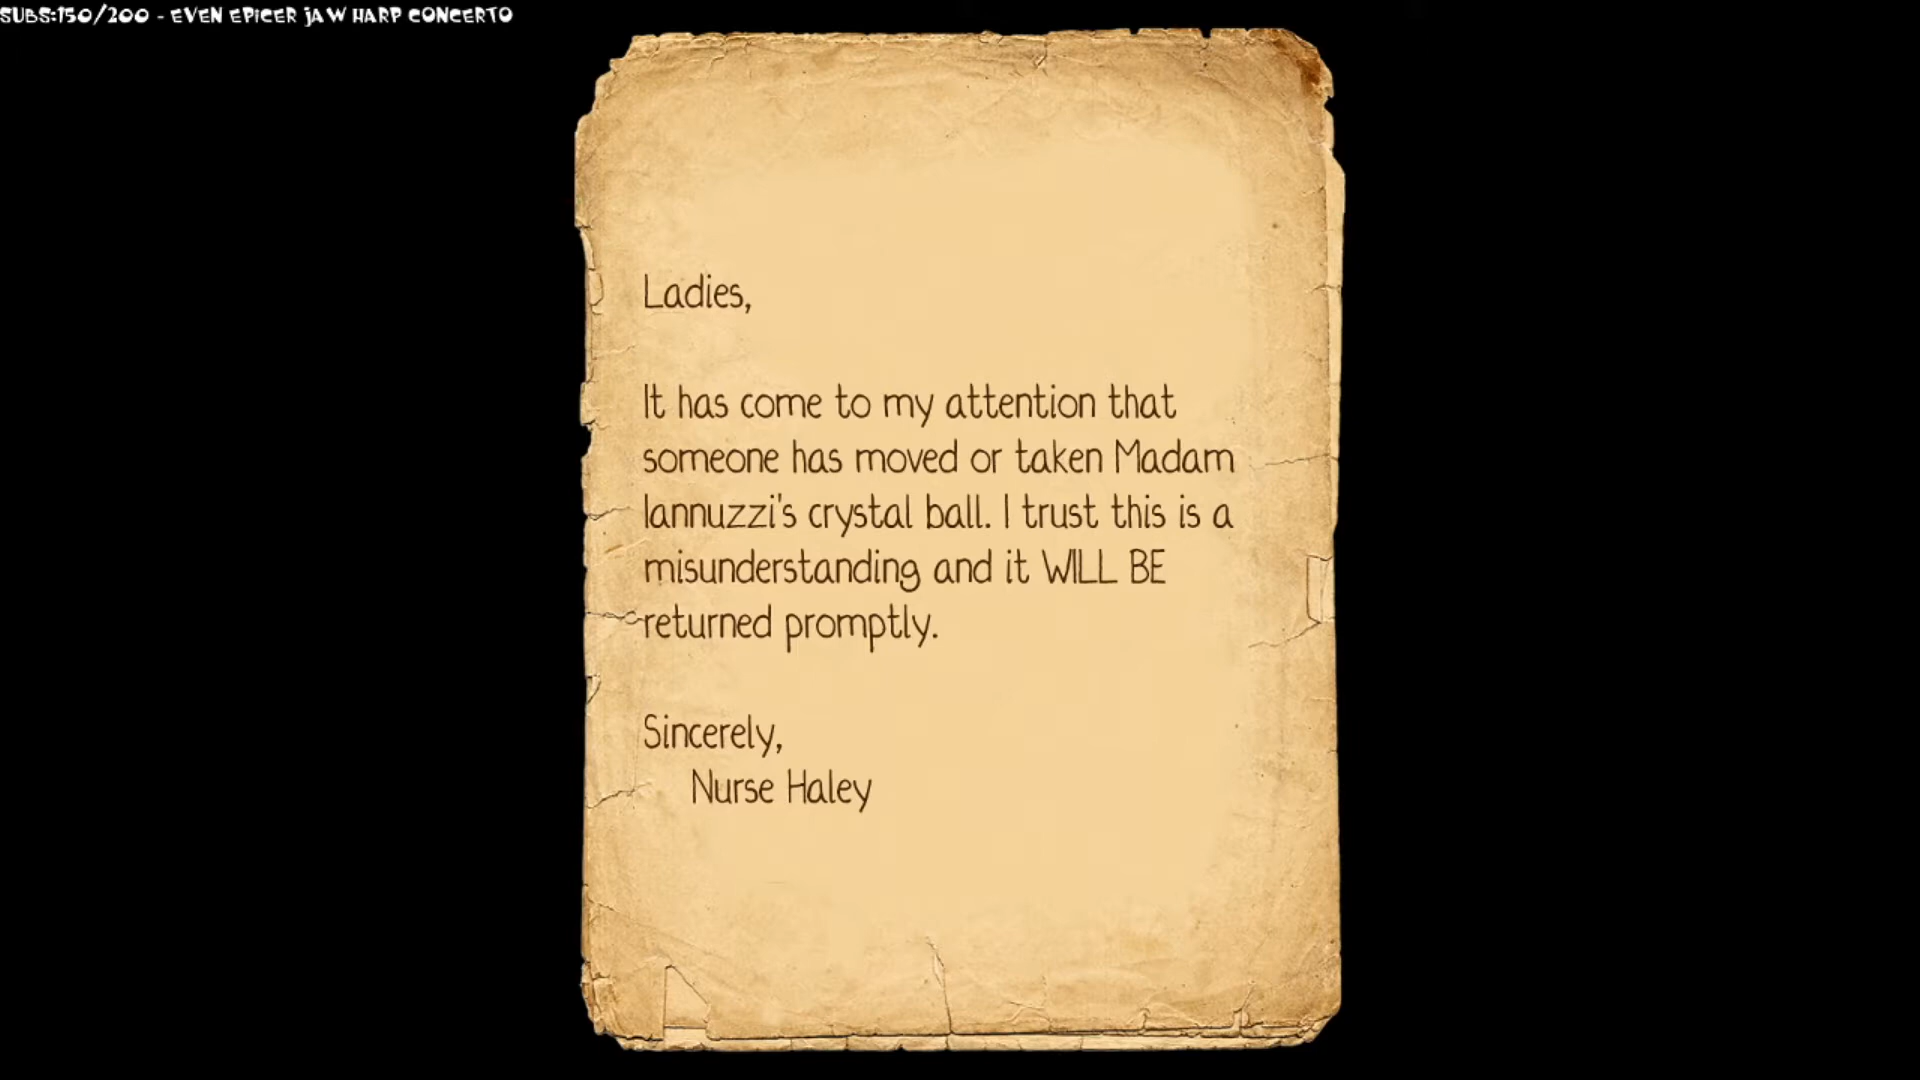 SUBS:150/200 - EVEN EPICER JAW HARP CONCERTO
Ladies,
It has come to my attention that
someone has moved or taken Madam
Iannuzzi's crystal ball. I trust this is a
misunderstanding and it WILL BE
returned promptly.
Sincerely,
Nurse Haley